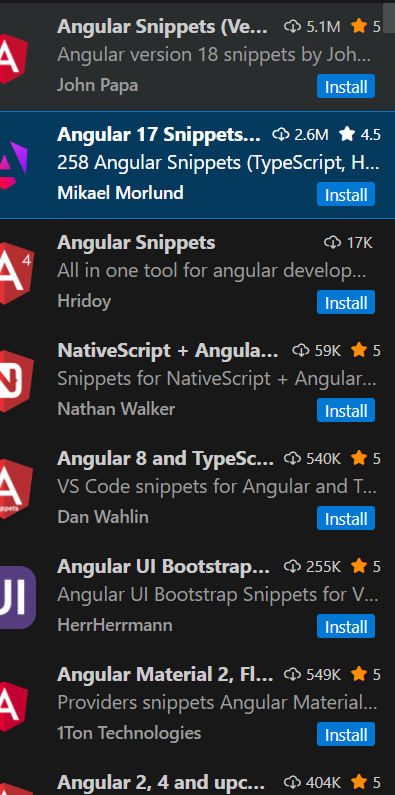 Angular Snippets (Ve... 5.1M 5
Angular version 18 snippets by Joh...
John Papa Install
Angular 17 Snippets... 2.6M 4.5
258 Angular Snippets (TypeScript, H...
Mikael Morlund Install
4
Angular Snippets 17K
All in one tool for angular develop...
Hridoy Install
NativeScript + Angula... 59K 5
Snippets for NativeScript + Angular...
Nathan Walker Install
Angular 8 and TypeSc... 540K 5
VS Code snippets for Angular and T...
Dan Wahlin Install
UI
Angular UI Bootstrap... 255K 5
Angular UI Bootstrap Snippets for V...
HerrHerrmann Install
Angular Material 2, Fl... 549K 5
Providers snippets Angular Material...
1Ton Technologies Install
Angular 2, 4 and upc... 404K 5